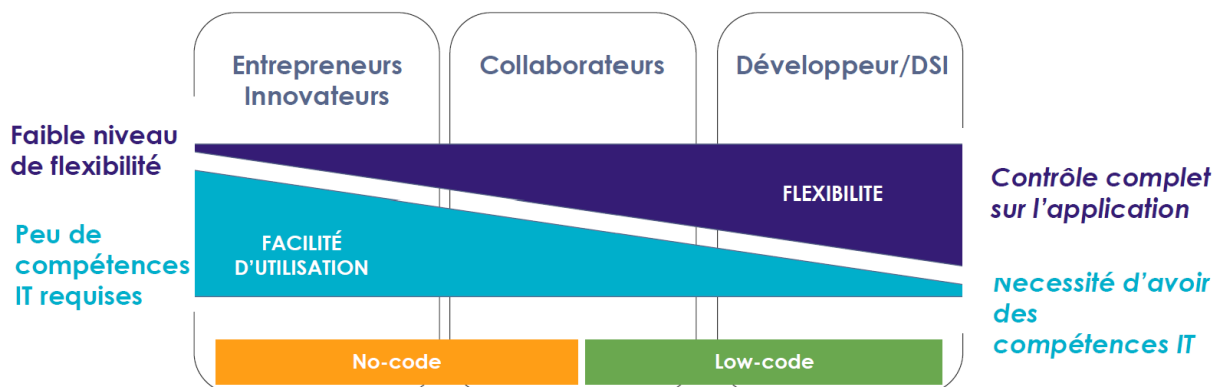 Entrepreneurs
Innovateurs
Collaborateurs
Développeur/DSI
Faible niveau
de flexibilité
FLEXIBILITE
Contrôle complet
sur l'application
Peu de
compétences
IT requises
FACILITÉ
D'UTILISATION
Nécessité d'avoir
des
compétences IT
No-code
Low-code